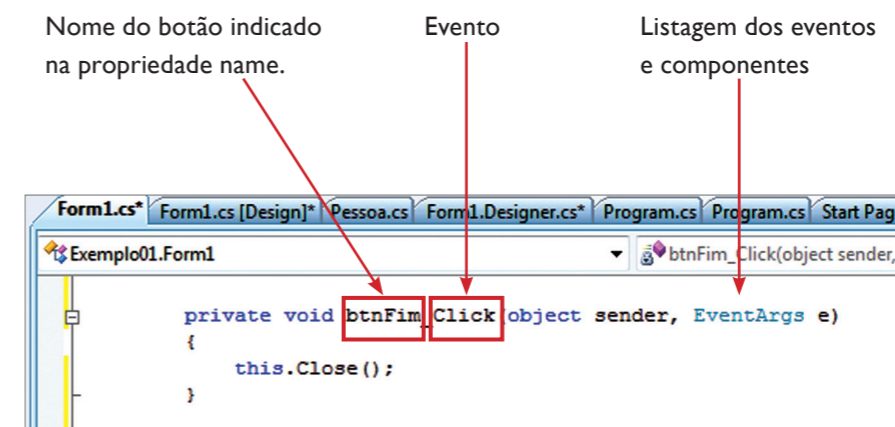 Nome do botão indicado
na propriedade name.
Evento
Listagem dos eventos
e componentes
Form1.cs* Form1.cs [Design]* Pessoa.cs Form1.Designer.cs* Program.cs Program.cs Start Pag
Exemplo01.Form1 btnFim_Click(object sender,
private void btnFim_Click(object sender, EventArgs e)
{
this.Close();
}